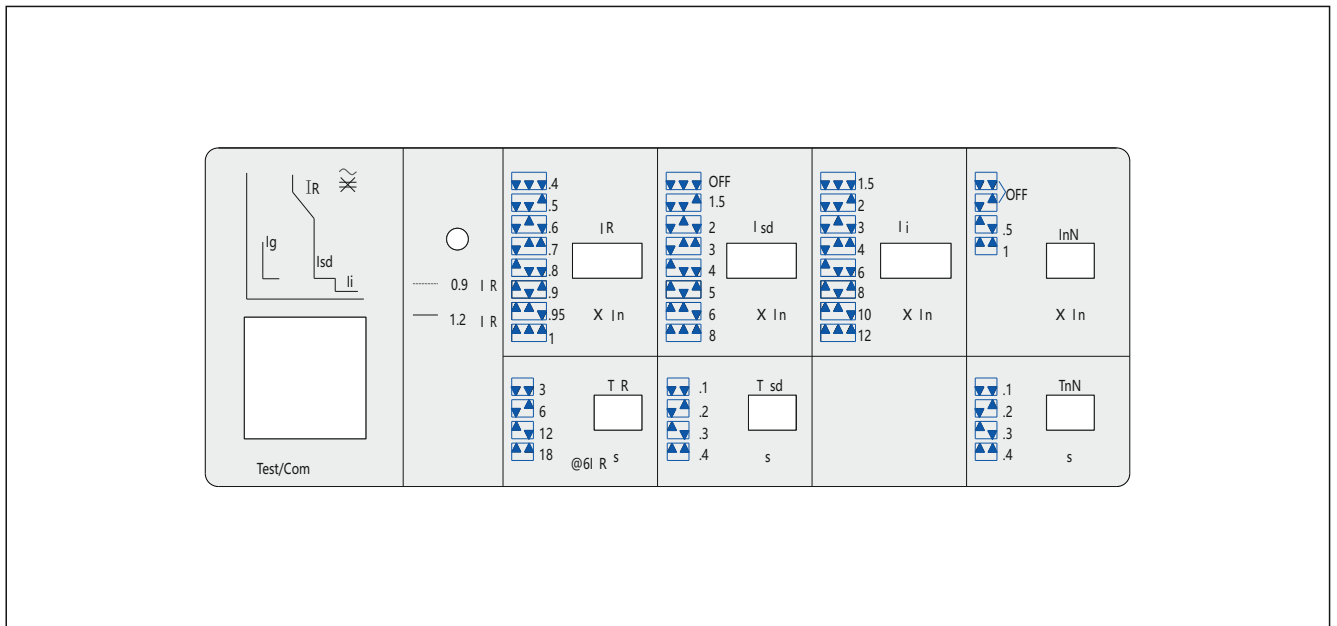 IR
Ig
Isd
Ii
Test/Com
0.9 I R
1.2 I R
.4
.5
.6
.7
.8
.9
.95
1
IR
X In
OFF
1.5
2
3
4
5
6
8
I sd
X In
1.5
2
3
4
6
8
10
12
I i
X In
OFF
.5
1
InN
X In
3
6
12
18
T R
@6I R s
.1
.2
.3
.4
T sd
s
.1
.2
.3
.4
TnN
s